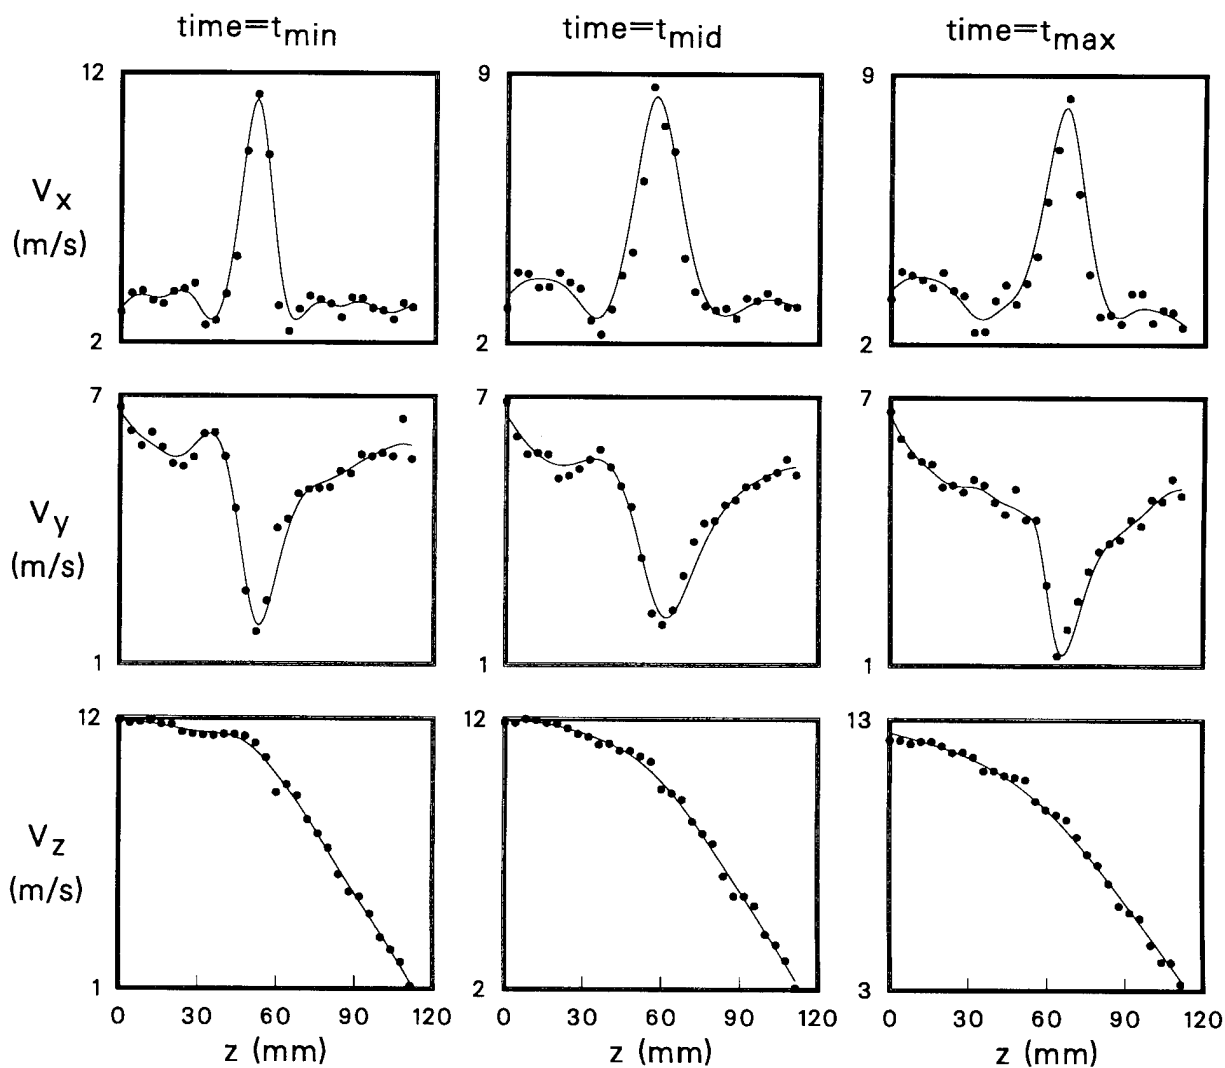 time=t_min time=t_mid time=t_max
12 9 9
V_x
(m/s)
2 2 2
7 7 7
V_y
(m/s)
1 1 1
12 12 13
V_z
(m/s)
1 2 3
0 30 60 90 120 0 30 60 90 120 0 30 60 90 120
z (mm) z (mm) z (mm)